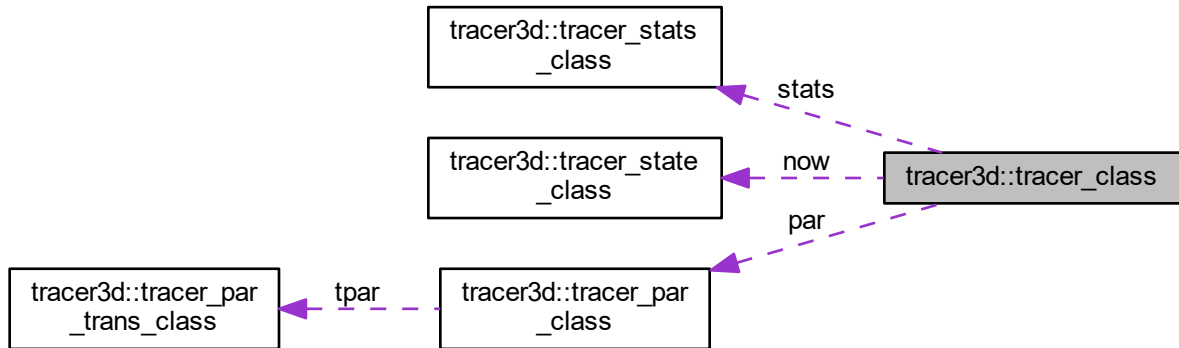 tracer3d::tracer_stats
_class
stats
tracer3d::tracer_state
_class
now
tracer3d::tracer_class
par
tracer3d::tracer_par
_trans_class
tpar
tracer3d::tracer_par
_class